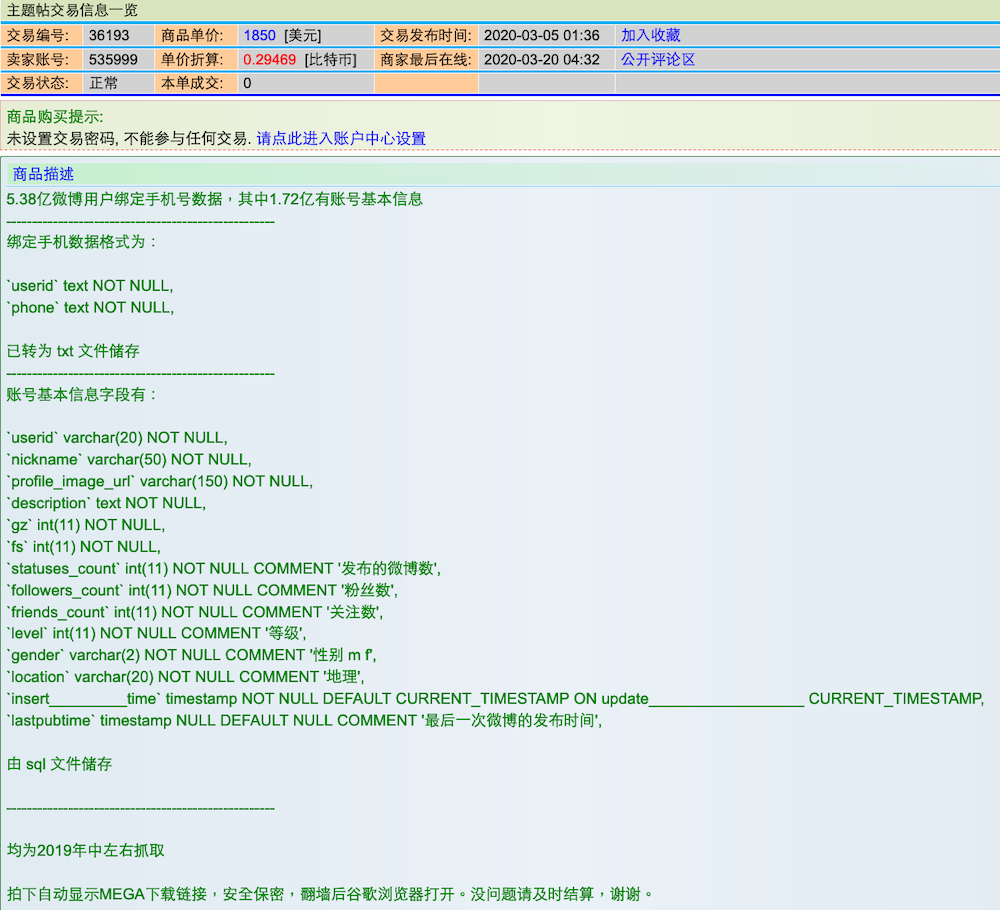 主题帖交易信息一览
交易编号: 36193 商品单价: 1850 [美元] 交易发布时间: 2020-03-05 01:36 加入收藏
卖家账号: 535999 单价折算: 0.29469 [比特币] 商家最后在线: 2020-03-20 04:32 公开评论区
交易状态: 正常 本单成交: 0
商品购买提示:
未设置交易密码, 不能参与任何交易. 请点此进入账户中心设置
商品描述
5.38亿微博用户绑定手机号数据，其中1.72亿有账号基本信息
---------------------------------------------------
绑定手机数据格式为：
`userid` text NOT NULL,
`phone` text NOT NULL,
已转为 txt 文件储存
---------------------------------------------------
账号基本信息字段有：
`userid` varchar(20) NOT NULL,
`nickname` varchar(50) NOT NULL,
`profile_image_url` varchar(150) NOT NULL,
`description` text NOT NULL,
`gz` int(11) NOT NULL,
`fs` int(11) NOT NULL,
`statuses_count` int(11) NOT NULL COMMENT '发布的微博数',
`followers_count` int(11) NOT NULL COMMENT '粉丝数',
`friends_count` int(11) NOT NULL COMMENT '关注数',
`level` int(11) NOT NULL COMMENT '等级',
`gender` varchar(2) NOT NULL COMMENT '性别 m f',
`location` varchar(20) NOT NULL COMMENT '地理',
`insert_________time` timestamp NOT NULL DEFAULT CURRENT_TIMESTAMP ON update__________________ CURRENT_TIMESTAMP,
`lastpubtime` timestamp NULL DEFAULT NULL COMMENT '最后一次微博的发布时间',
由 sql 文件储存
---------------------------------------------------
均为2019年中左右抓取
拍下自动显示MEGA下载链接，安全保密，翻墙后谷歌浏览器打开。没问题请及时结算，谢谢。